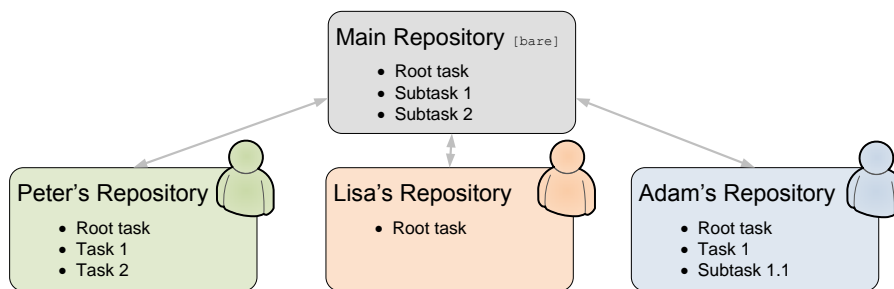 Main Repository [bare]
• Root task
• Subtask 1
• Subtask 2
Peter's Repository
• Root task
• Task 1
• Task 2
Lisa's Repository
• Root task
Adam's Repository
• Root task
• Task 1
• Subtask 1.1